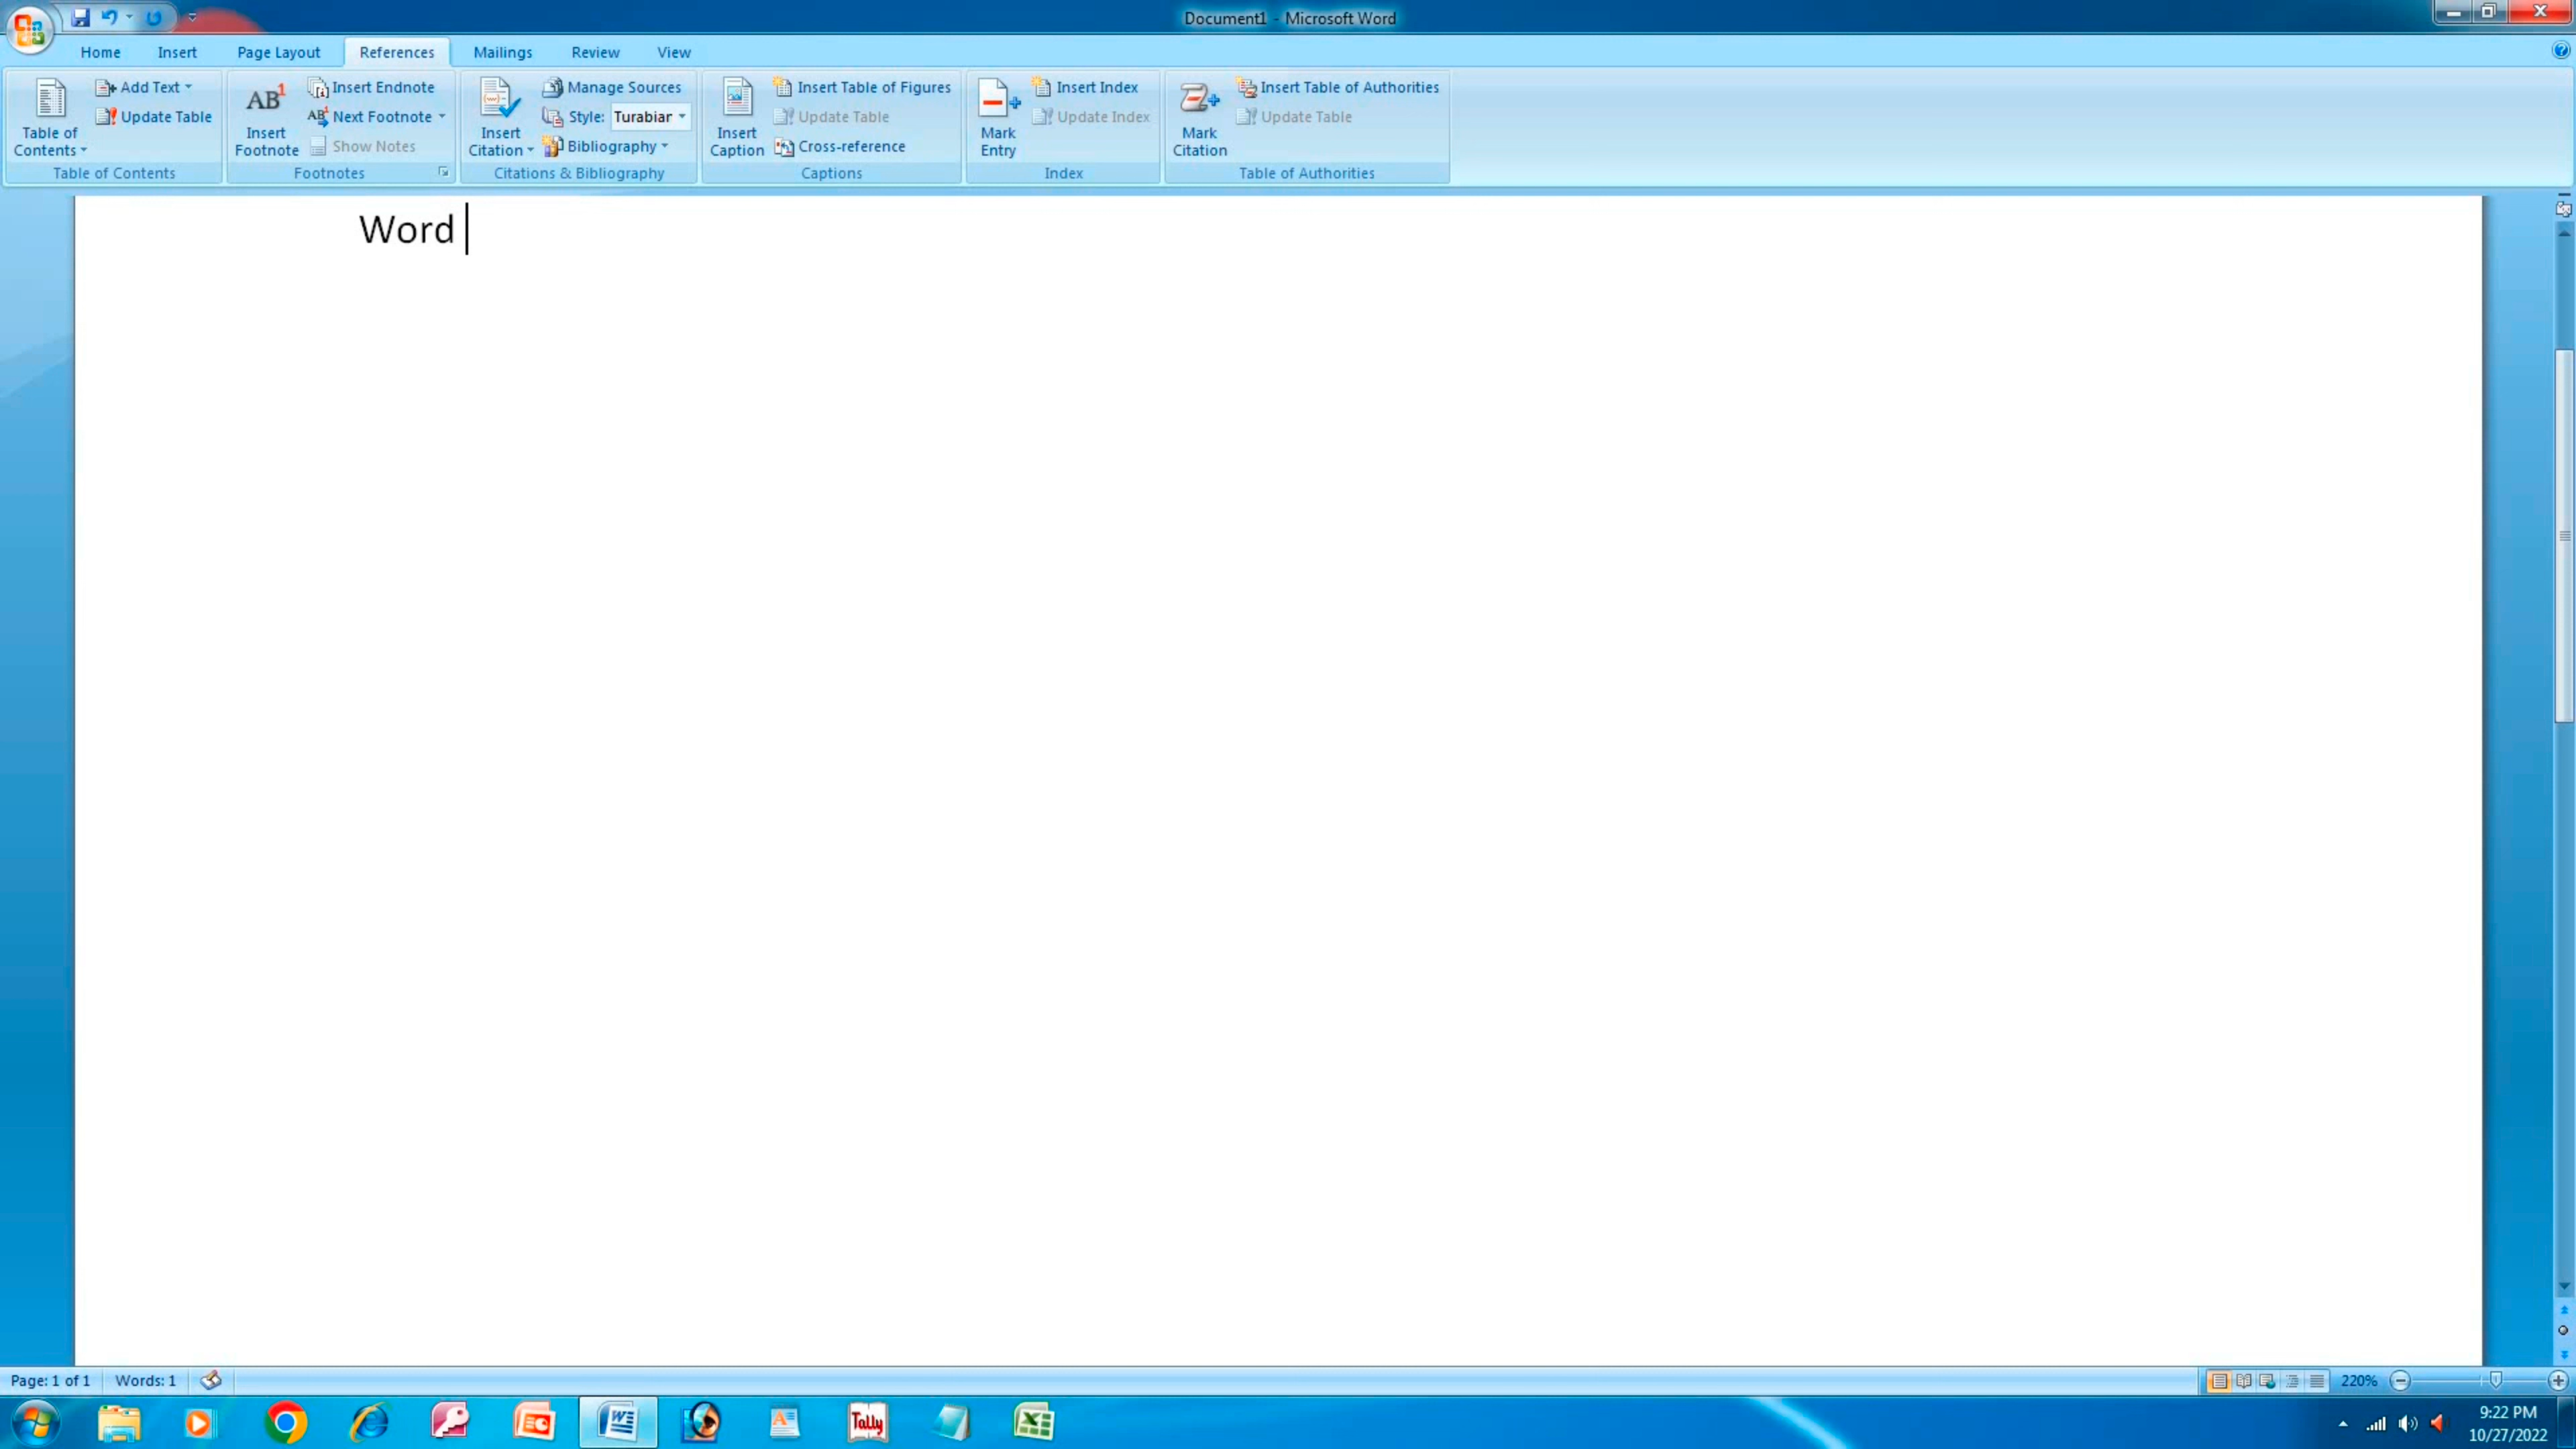 Document1 - Microsoft Word
Home Insert Page Layout References Mailings Review View
Table of Contents
Add Text
Update Table
Table of Contents
AB1
Insert Footnote
Insert Endnote
AB1 Next Footnote
Show Notes
Footnotes
Insert Citation
Manage Sources
Style: Turabian
Bibliography
Citations & Bibliography
Insert Caption
Insert Table of Figures
Update Table
Cross-reference
Captions
Mark Entry
Insert Index
Update Index
Index
Mark Citation
Insert Table of Authorities
Update Table
Table of Authorities
Word
Page: 1 of 1 Words: 1 220%
Tally
9:22 PM
10/27/2022